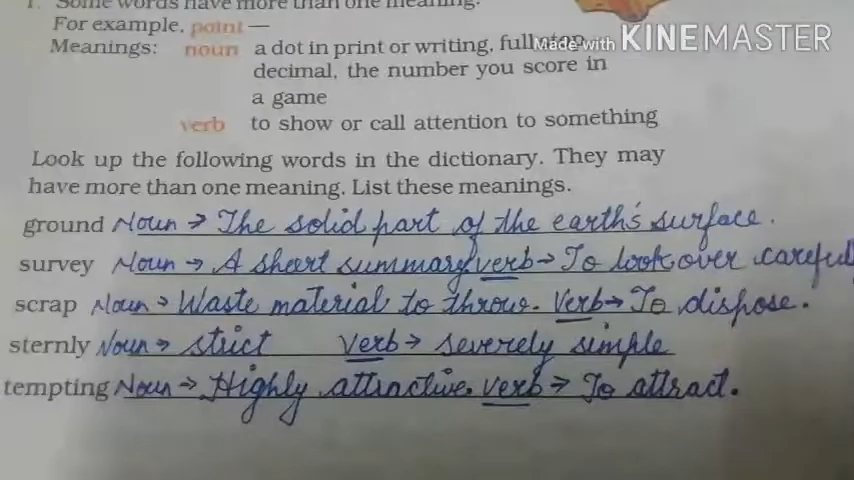 1. Some words have more than one meaning.
For example, point —
Meanings: noun a dot in print or writing, full stop
Made with KINEMASTER
decimal, the number you score in
a game
verb to show or call attention to something
Look up the following words in the dictionary. They may
have more than one meaning. List these meanings.
ground Noun → The solid part of the earth's surface.
survey Noun → A short summary verb → To look over careful
scrap Noun → Waste material to throw. Verb → To dispose.
sternly Noun → strict Verb → severely simple
tempting Noun → Highly attractive. verb → To attract.